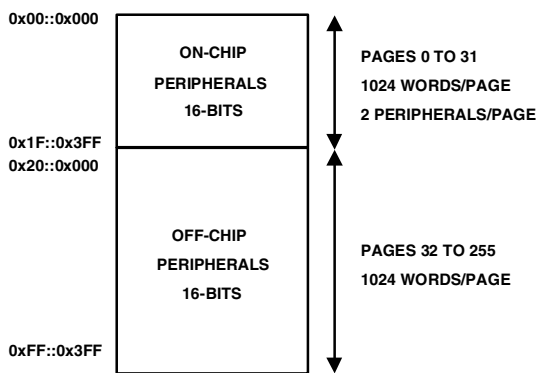 0x00::0x000
ON-CHIP
PERIPHERALS
16-BITS
PAGES 0 TO 31
1024 WORDS/PAGE
2 PERIPHERALS/PAGE
0x1F::0x3FF
0x20::0x000
OFF-CHIP
PERIPHERALS
16-BITS
PAGES 32 TO 255
1024 WORDS/PAGE
0xFF::0x3FF